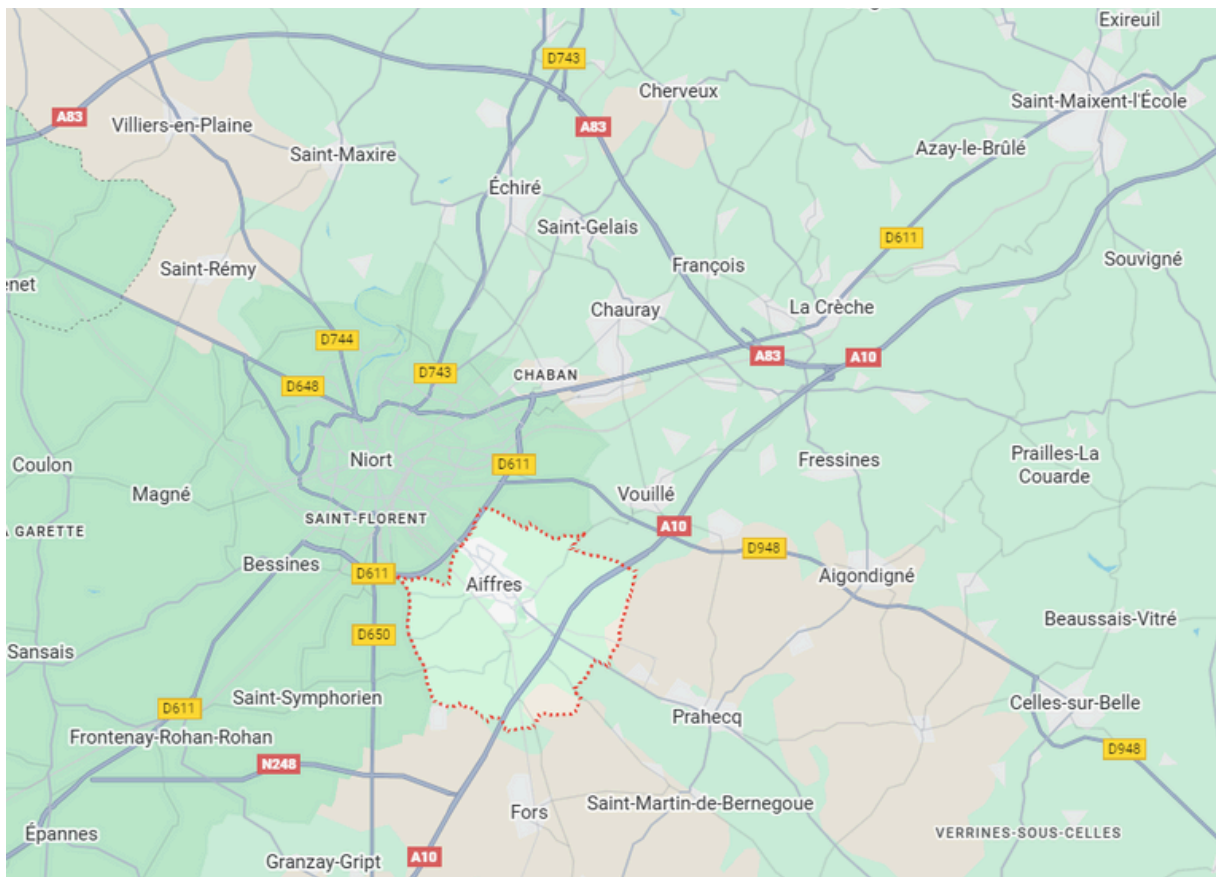 Exireuil
D743
Cherveux
Saint-Maixent-l'École
A83
Villiers-en-Plaine
A83
Azay-le-Brûlé
Saint-Maxire
Échiré
Saint-Gelais
D611
Souvigné
Saint-Rémy
François
enet
Chauray
La Crèche
D744
A83
A10
D743
CHABAN
D648
Niort
D611
Fressines
Prailles-La
Couarde
Coulon
Magné
Vouillé
SAINT-FLORENT
A10
A GARETTE
D948
Bessines
D611
Aiffres
Aigondigné
D650
Beaussais-Vitré
Sansais
Saint-Symphorien
D611
Prahecq
Celles-sur-Belle
Frontenay-Rohan-Rohan
D948
N248
Saint-Martin-de-Bernegoue
Fors
Épannes
VERRINES-SOUS-CELLES
A10
Granzay-Gript